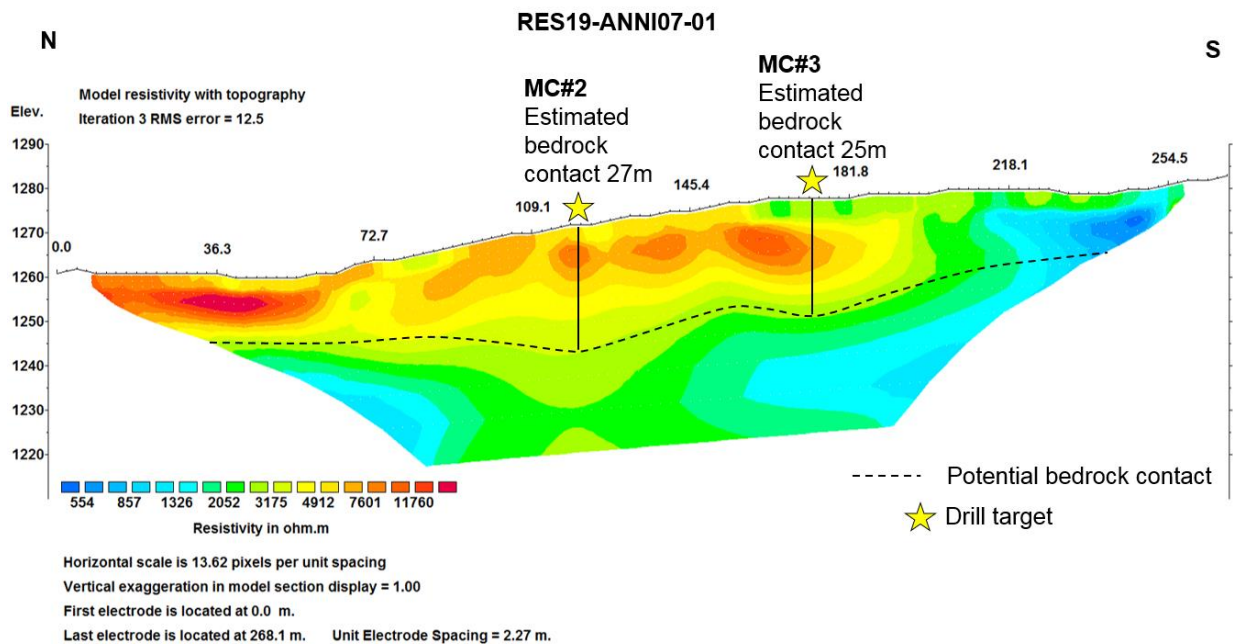 RES19-ANNI07-01
N
S
Model resistivity with topography
Iteration 3 RMS error = 12.5
Elev.
MC#2
Estimated
bedrock
contact 27m
MC#3
Estimated
bedrock
contact 25m
1290
1280
1270
1260
1250
1240
1230
1220
0.0
36.3
72.7
109.1
145.4
181.8
218.1
254.5
554 857 1326 2052 3175 4912 7601 11760
Resistivity in ohm.m
Potential bedrock contact
Drill target
Horizontal scale is 13.62 pixels per unit spacing
Vertical exaggeration in model section display = 1.00
First electrode is located at 0.0 m.
Last electrode is located at 268.1 m. Unit Electrode Spacing = 2.27 m.